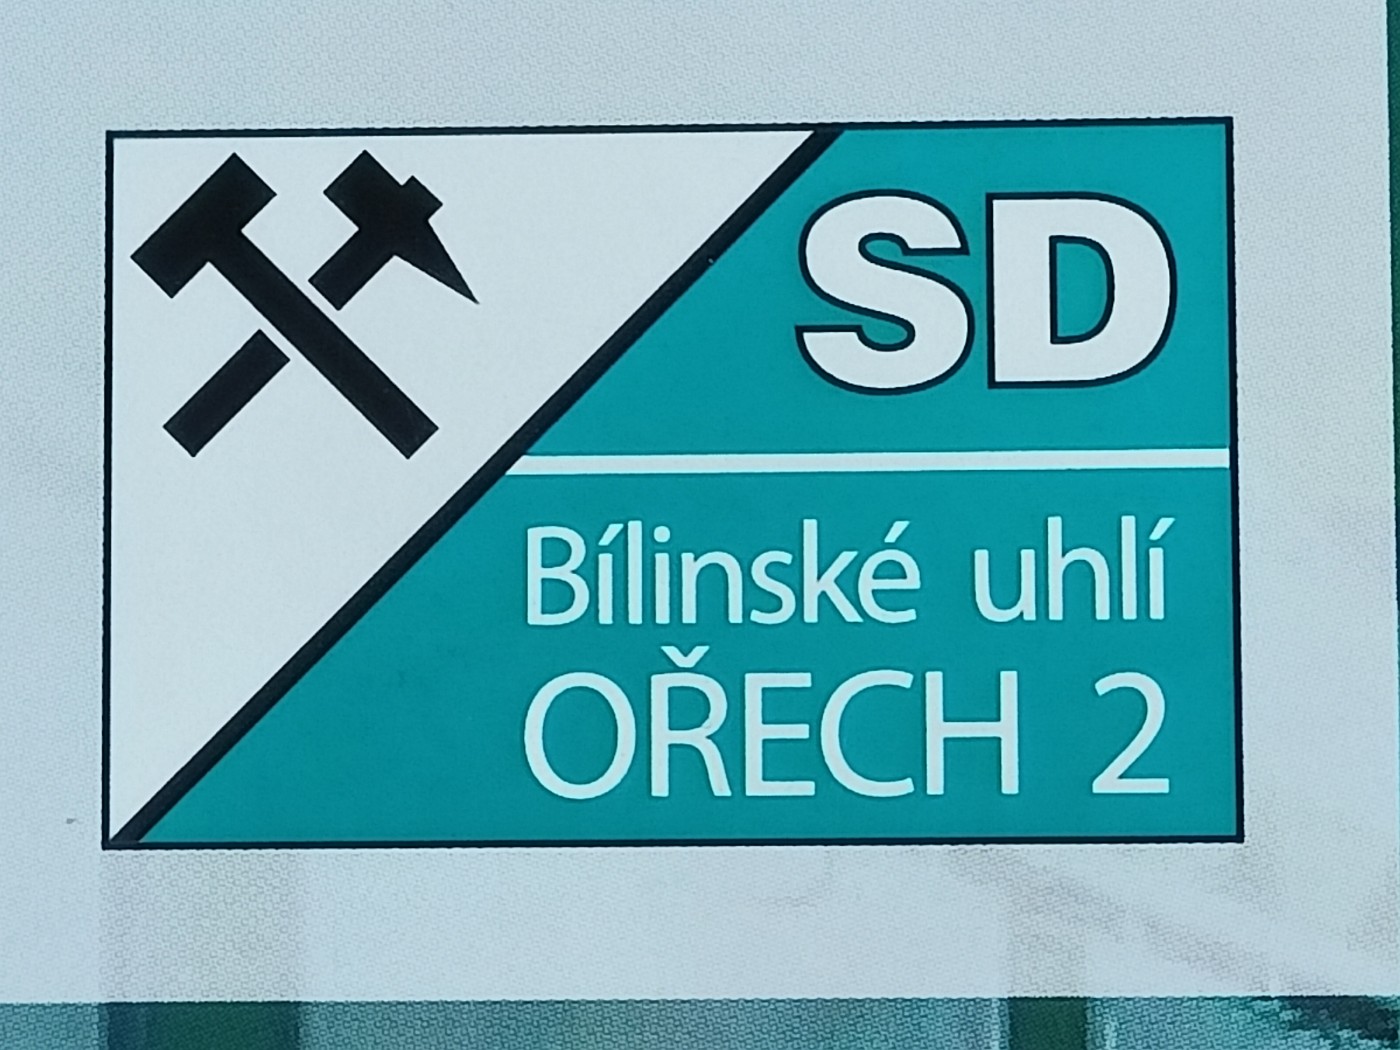 SD
Bílinské uhlí
OŘECH 2